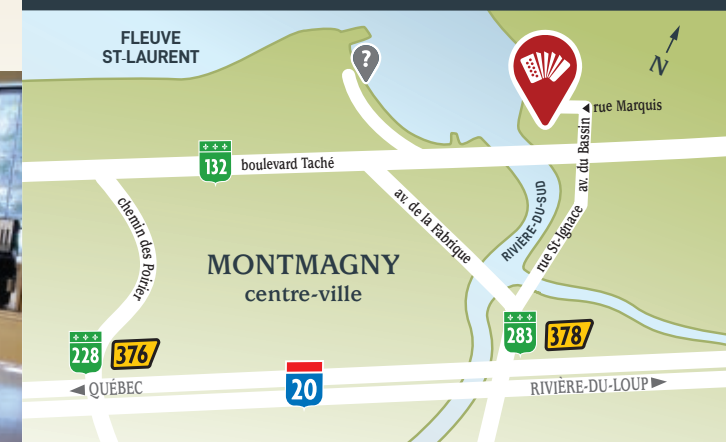 FLEUVE
ST-LAURENT
?
N
rue Marquis
132
boulevard Taché
av. du Bassin
chemin des Poirier
av. de la Fabrique
RIVIÈRE-DU-SUD
rue St-Ignace
MONTMAGNY
centre-ville
228
376
283
378
QUÉBEC
20
RIVIÈRE-DU-LOUP